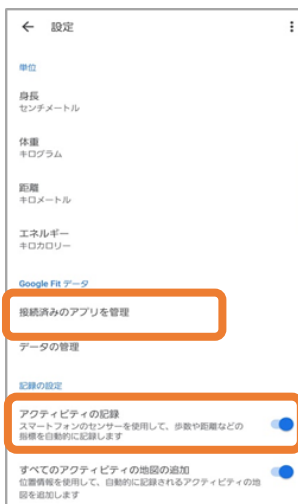 設定
単位
身長
センチメートル
体重
キログラム
距離
キロメートル
エネルギー
キロカロリー
Google Fit データ
接続済みのアプリを管理
データの管理
記録の設定
アクティビティの記録
スマートフォンのセンサーを使用して、歩数や距離などの
指標を自動的に記録します
すべてのアクティビティの地図の追加
位置情報を使用して、自動的に記録されるアクティビティの地
図を追加します